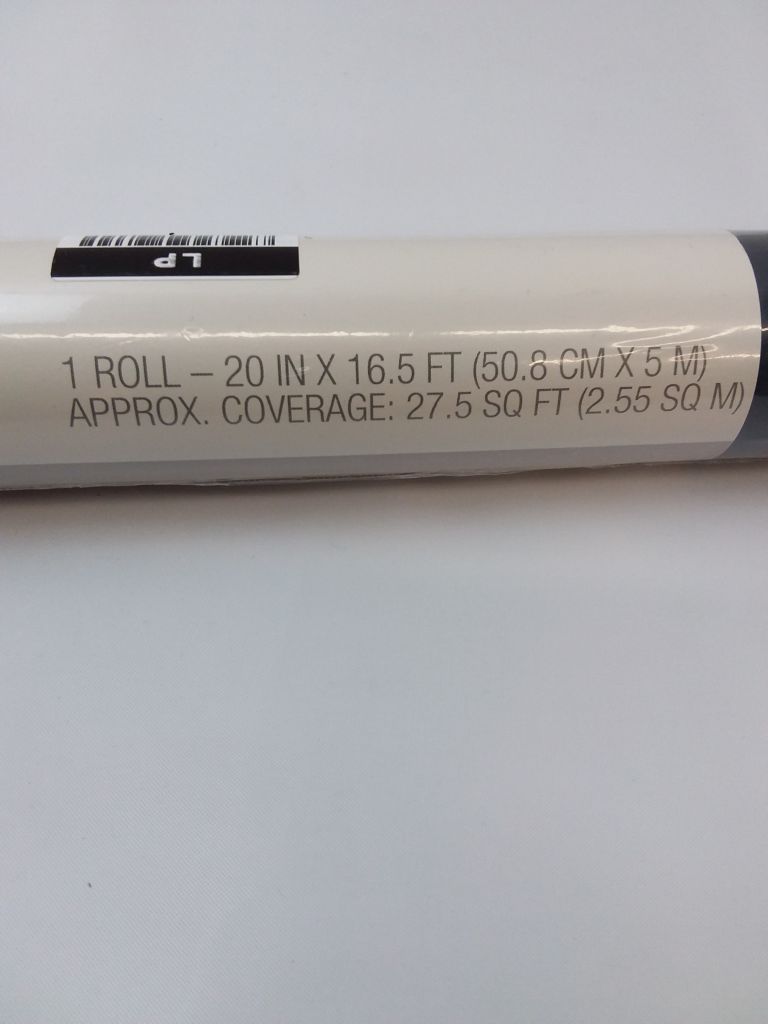 LP
1 ROLL – 20 IN X 16.5 FT (50.8 CM X 5 M)
APPROX. COVERAGE: 27.5 SQ FT (2.55 SQ M)